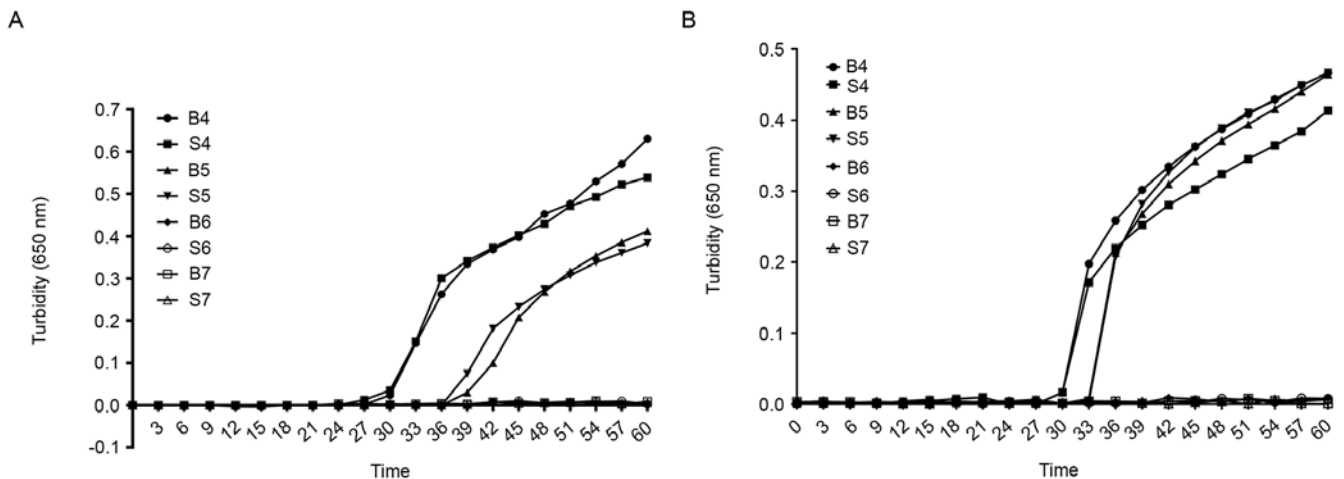 A
Turbidity (650 nm)
0.7
0.6
0.5
0.4
0.3
0.2
0.1
0.0
-0.1
B4
S4
B5
S5
B6
S6
B7
S7
3 6 9 12 15 18 21 24 27 30 33 36 39 42 45 48 51 54 57 60
Time
B
Turbidity (650 nm)
0.5
0.4
0.3
0.2
0.1
0.0
B4
S4
B5
S5
B6
S6
B7
S7
0 3 6 9 12 15 18 21 24 27 30 33 36 39 42 45 48 51 54 57 60
Time